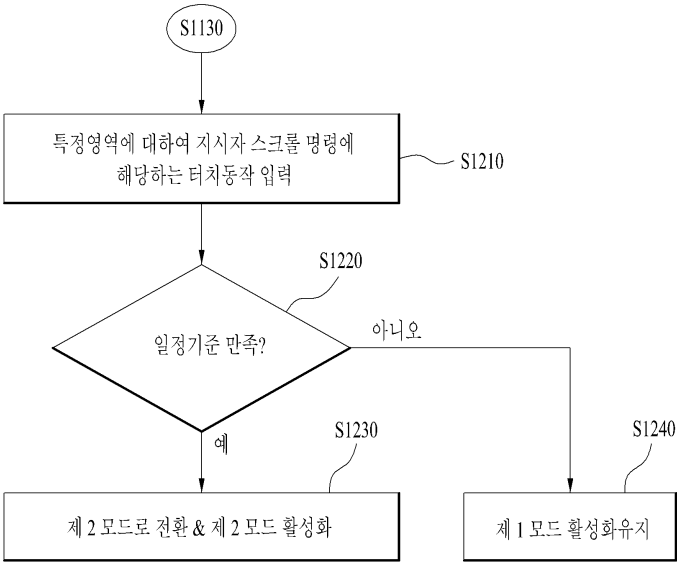 S1130
특정영역에 대하여 지시자 스크롤 명령에
해당하는 터치동작 입력
S1210
S1220
일정기준 만족?
아니오
예
S1230
S1240
제 2 모드로 전환 & 제 2 모드 활성화
제 1 모드 활성화유지